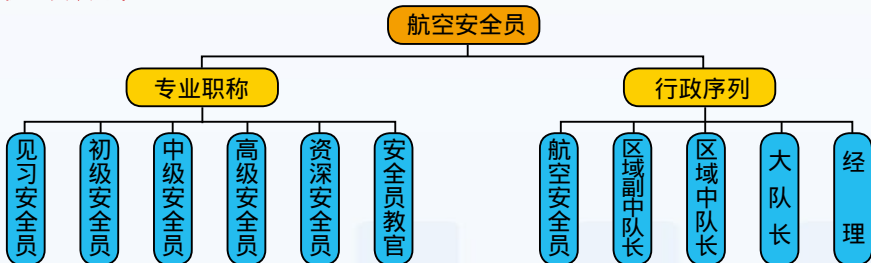 航空安全员
专业职称
行政序列
见习安全员
初级安全员
中级安全员
高级安全员
资深安全员
安全员教官
航空安全员
区域副中队长
区域中队长
大队长
经理